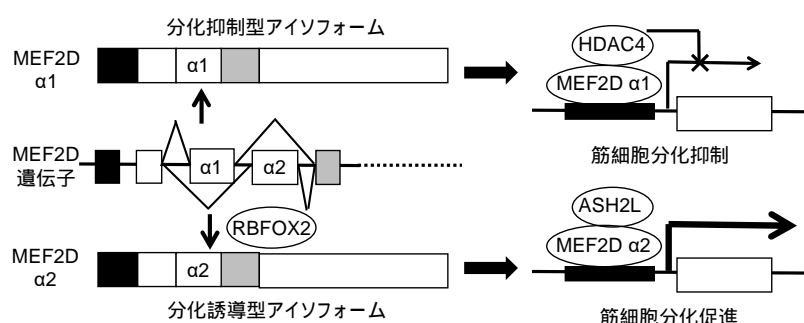 分化抑制型アイソフォーム
MEF2D
α1
α1
HDAC4
MEF2D α1
筋細胞分化抑制
MEF2D
遺伝子
α1
α2
RBFOX2
MEF2D
α2
α2
分化誘導型アイソフォーム
ASH2L
MEF2D α2
筋細胞分化促進